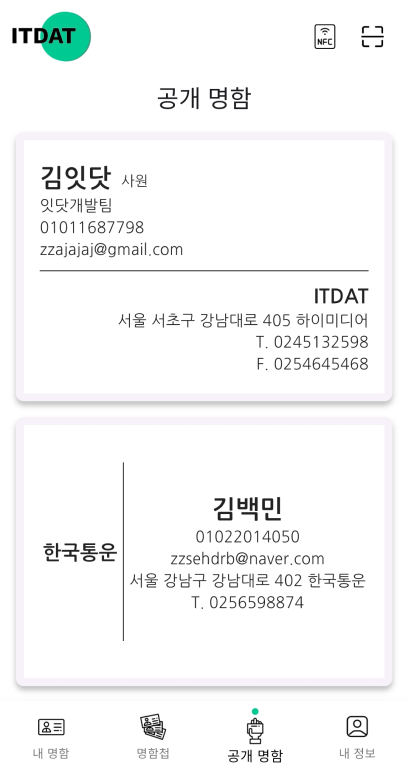 ITDAT
NFC
공개 명함
김잇닷 사원
잇닷개발팀
01011687798
zzajajaj@gmail.com
ITDAT
서울 서초구 강남대로 405 하이미디어
T. 0245132598
F. 0254645468
한국통운
김백민
01022014050
zzsehdrb@naver.com
서울 강남구 강남대로 402 한국통운
T. 0256598874
내 명함
명함첩
공개 명함
내 정보